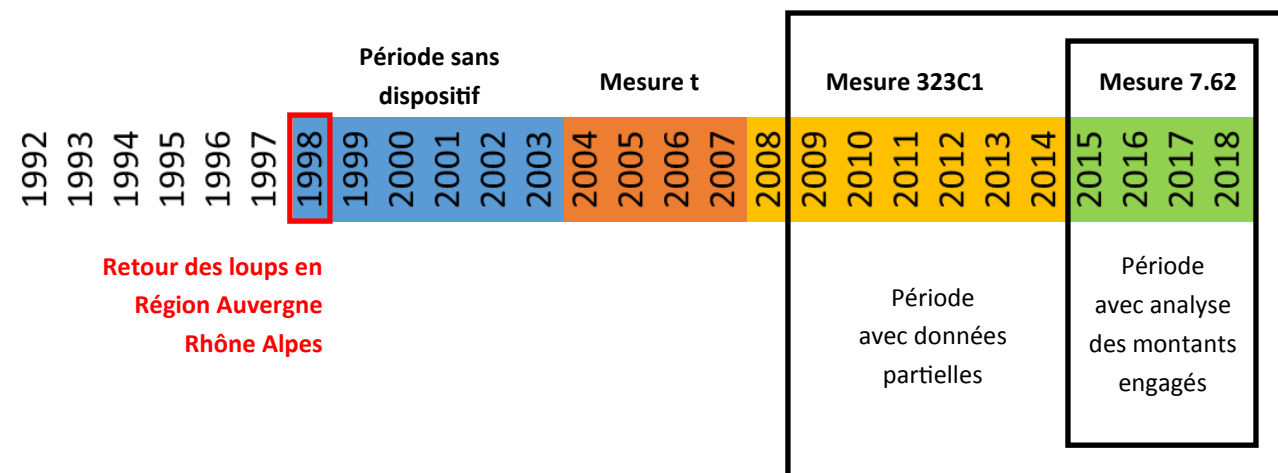 Période sans
dispositif
Mesure t
Mesure 323C1
Mesure 7.62
1992
1993
1994
1995
1996
1997
1998
1999
2000
2001
2002
2003
2004
2005
2006
2007
2008
2009
2010
2011
2012
2013
2014
2015
2016
2017
2018
Retour des loups en
Région Auvergne
Rhône Alpes
Période
avec données
partielles
Période
avec analyse
des montants
engagés